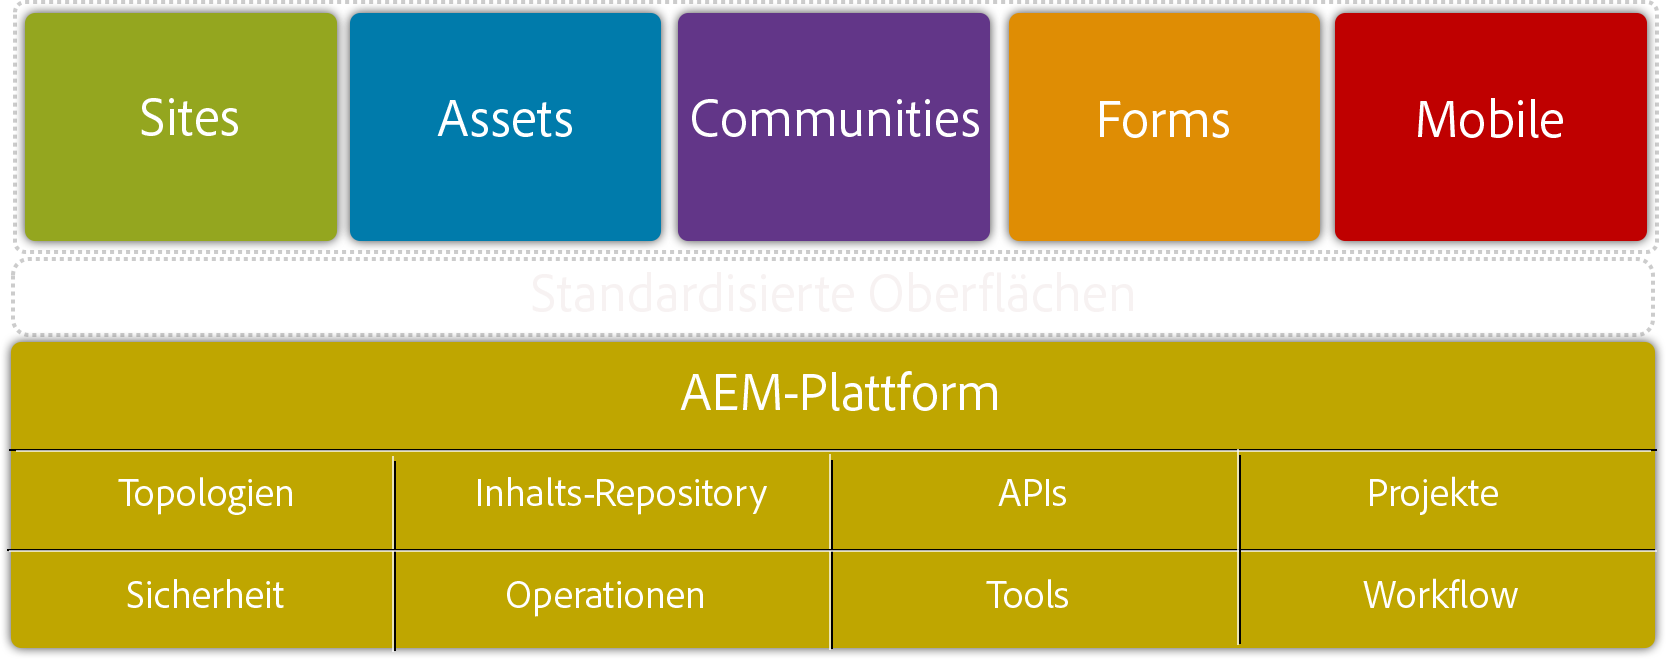 Sites
Assets
Communities
Forms
Mobile
Standardisierte Oberflächen
AEM-Plattform
Topologien
Inhalts-Repository
APIs
Projekte
Sicherheit
Operationen
Tools
Workflow